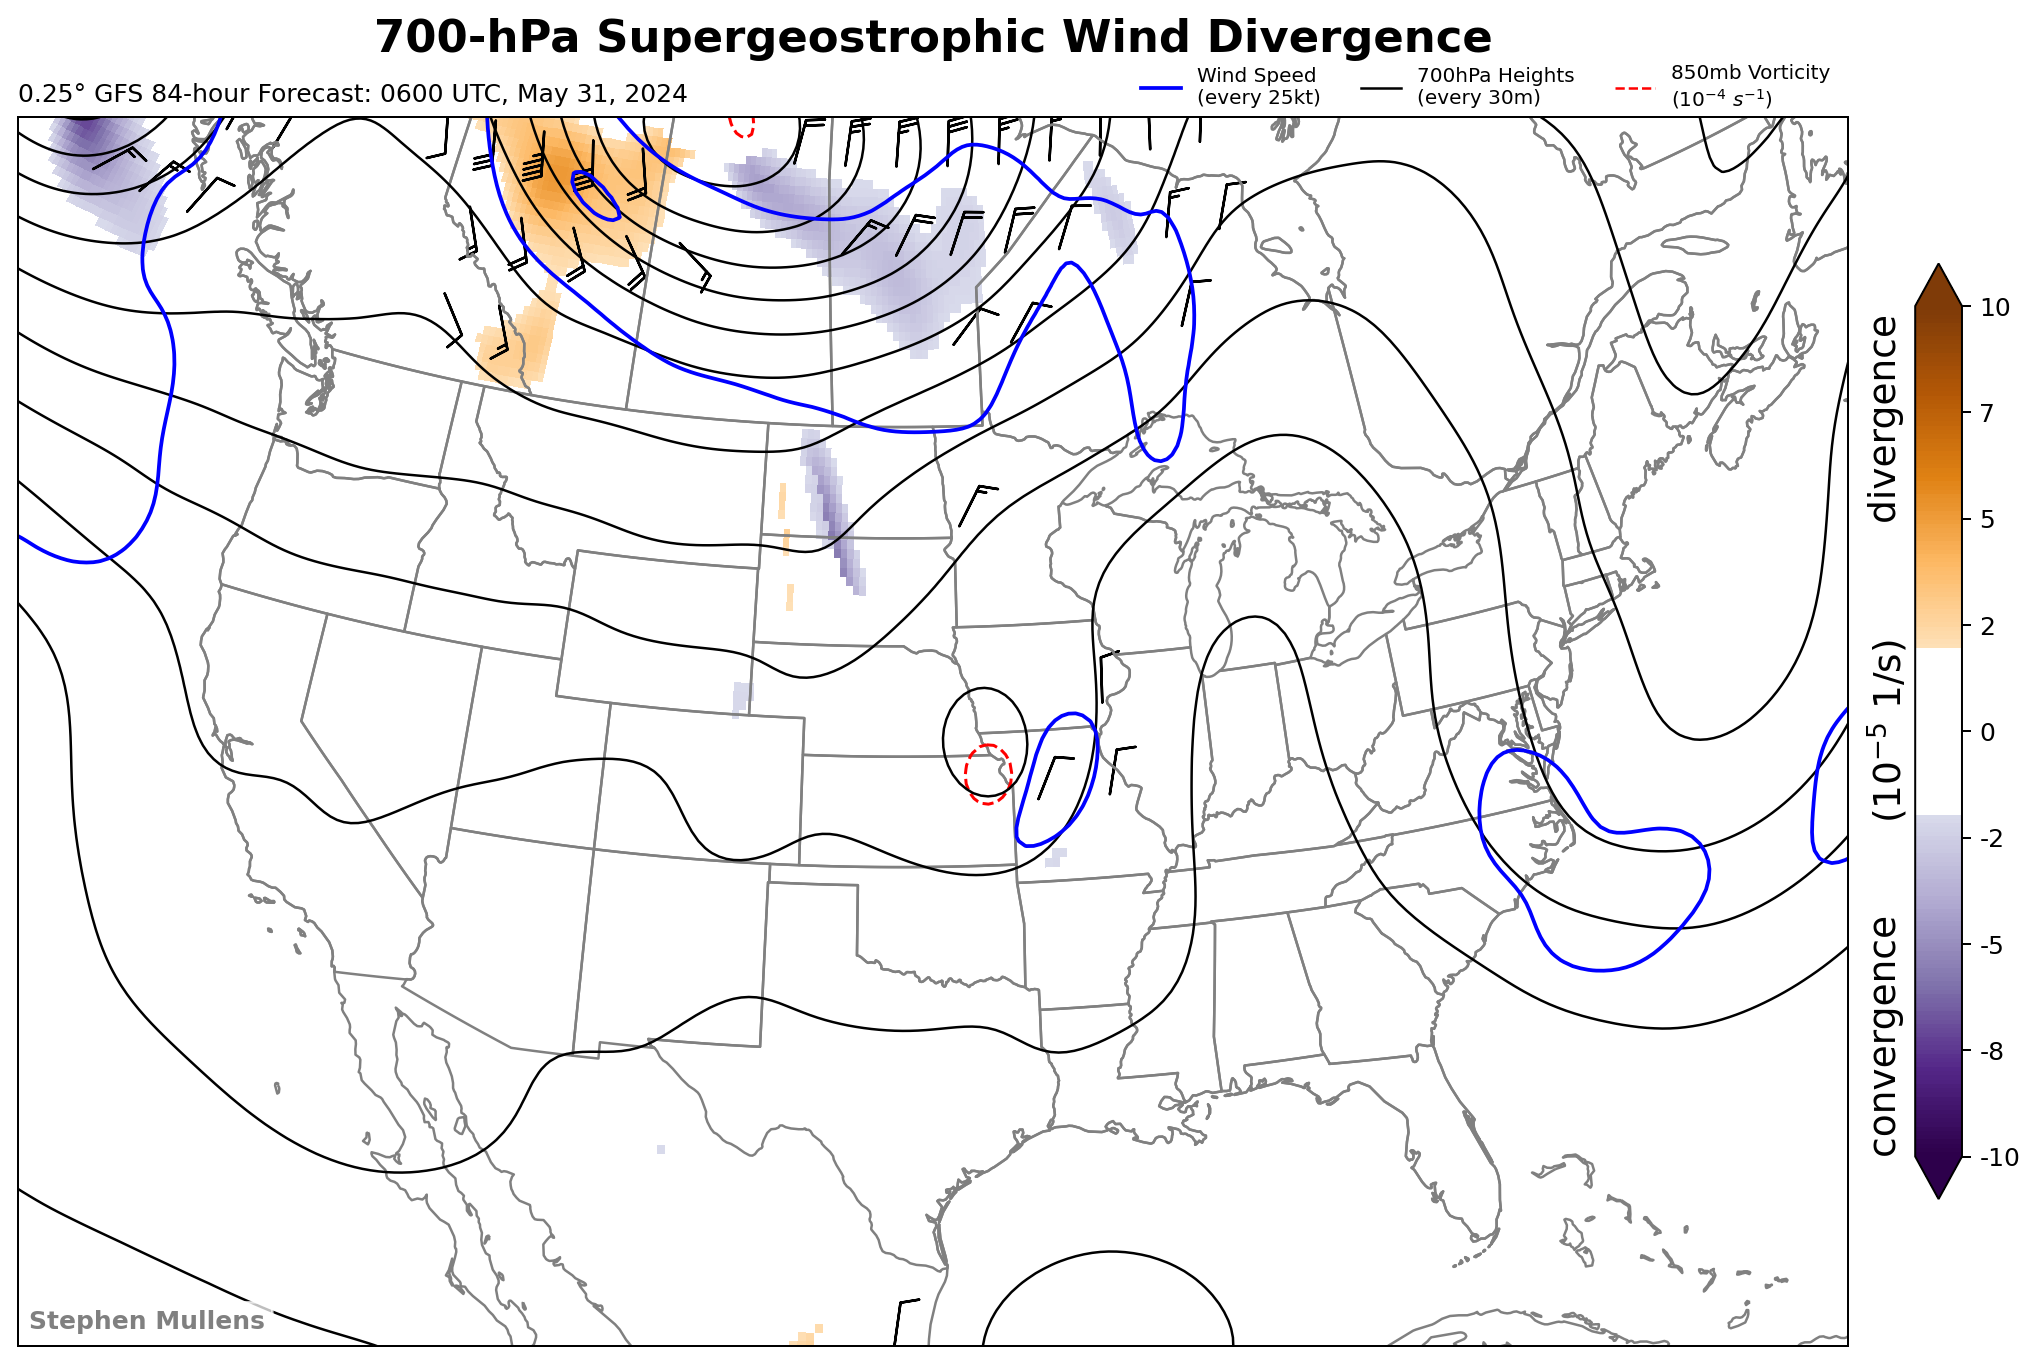 700-hPa Supergeostrophic Wind Divergence
0.25° GFS 84-hour Forecast: 0600 UTC, May 31, 2024
Wind Speed
(every 25kt)
700hPa Heights
(every 30m)
850mb Vorticity
(10⁻⁴ s⁻¹)
10
7
5
2
0
-2
-5
-8
-10
convergence (10⁻⁵ 1/s) divergence
Stephen Mullens